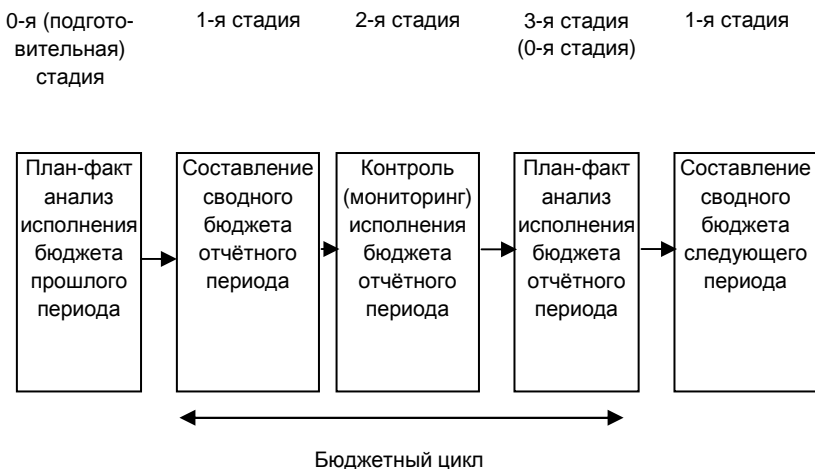 0-я (подгото-
вительная)
стадия
1-я стадия
2-я стадия
3-я стадия
(0-я стадия)
1-я стадия
План-факт
анализ
исполнения
бюджета
прошлого
периода
Составление
сводного
бюджета
отчётного
периода
Контроль
(мониторинг)
исполнения
бюджета
отчётного
периода
План-факт
анализ
исполнения
бюджета
отчётного
периода
Составление
сводного
бюджета
следующего
периода
Бюджетный цикл